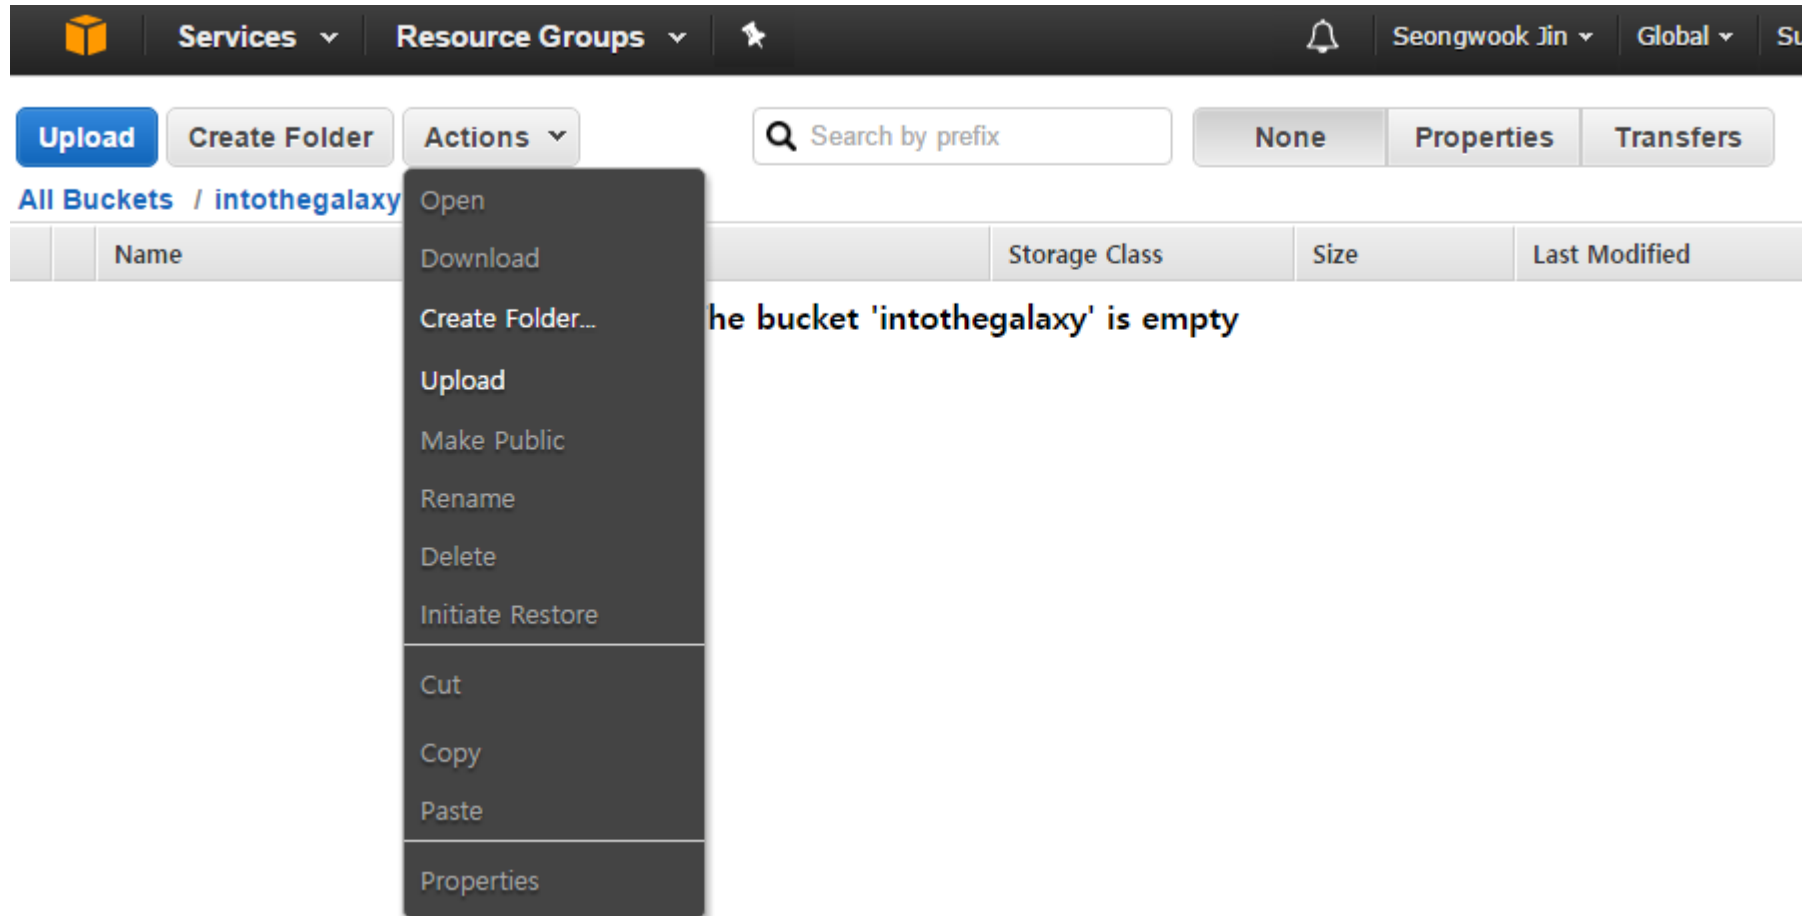 Services Resource Groups Seongwook Jin Global Su
Upload Create Folder Actions Search by prefix None Properties Transfers
All Buckets / intothegalaxy
Name Storage Class Size Last Modified
he bucket 'intothegalaxy' is empty
Open
Download
Create Folder...
Upload
Make Public
Rename
Delete
Initiate Restore
Cut
Copy
Paste
Properties